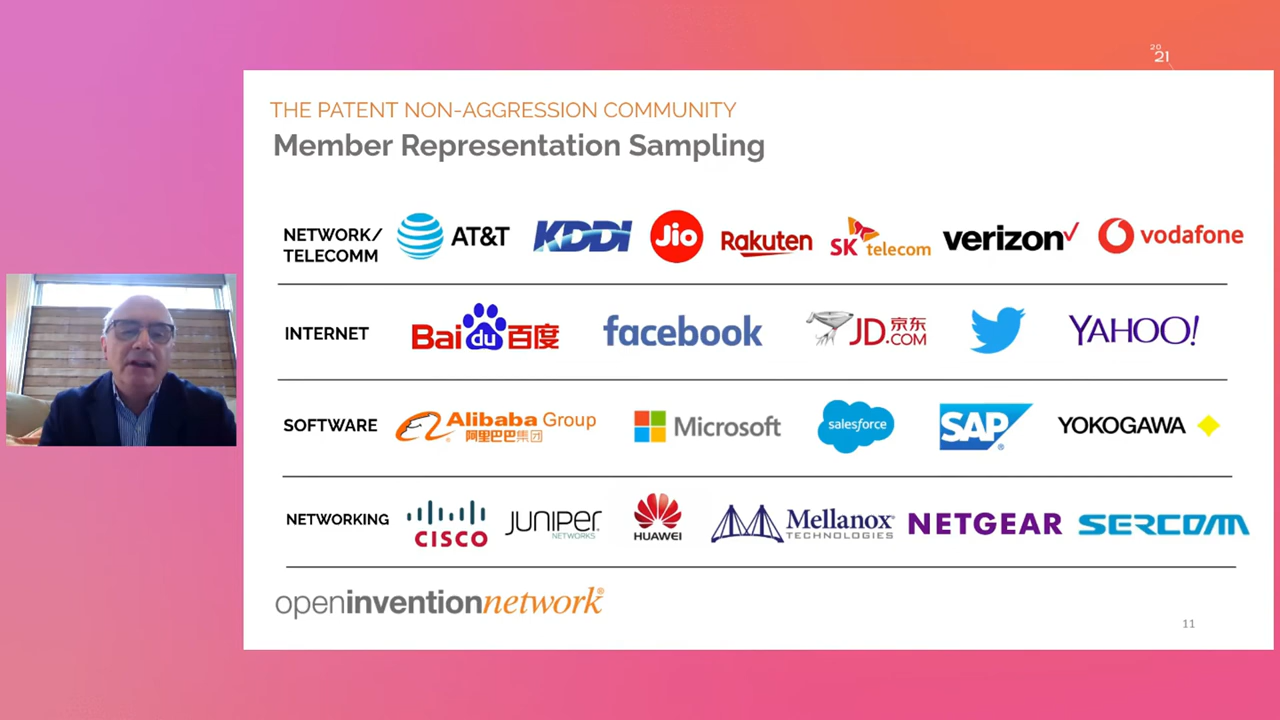 20
21
THE PATENT NON-AGGRESSION COMMUNITY
Member Representation Sampling
NETWORK/
TELECOMM
AT&T
KDDI
Jio
Rakuten
SK telecom
verizon
vodafone
INTERNET
Bai du 百度
facebook
JD.COM 京东
YAHOO!
SOFTWARE
Alibaba Group
阿里巴巴集团
Microsoft
salesforce
SAP
YOKOGAWA
NETWORKING
CISCO
JUNIPER
NETWORKS
HUAWEI
Mellanox
TECHNOLOGIES
NETGEAR
SERCOMM
openinventionnetwork®
11